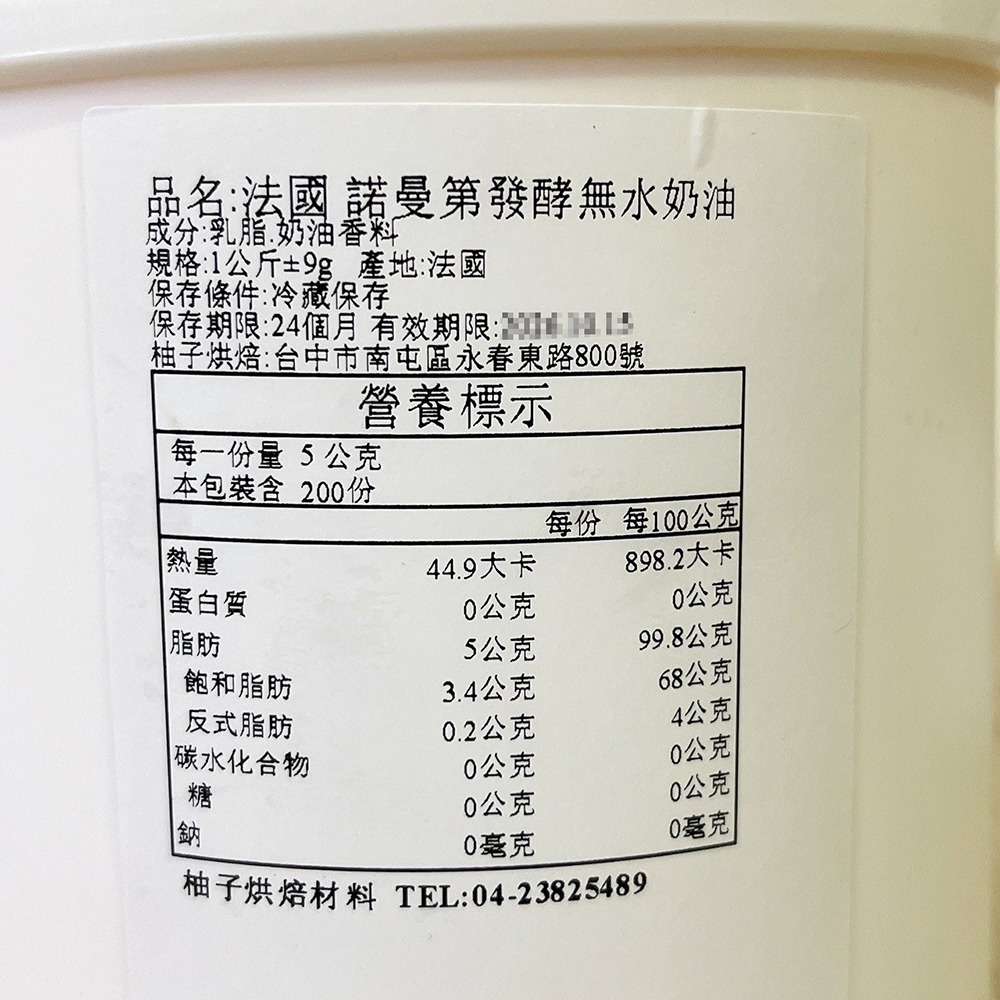 品名:法國 諾曼第發酵無水奶油
成分:乳脂.奶油香料
規格:1公斤±9g 產地:法國
保存條件:冷藏保存
保存期限:24個月 有效期限:
柚子烘焙:台中市南屯區永春東路800號
營養標示
每一份量 5 公克
本包裝含 200份
每份 每100公克
熱量 44.9大卡 898.2大卡
蛋白質 0公克 0公克
脂肪 5公克 99.8公克
飽和脂肪 3.4公克 68公克
反式脂肪 0.2公克 4公克
碳水化合物 0公克 0公克
糖 0公克 0公克
鈉 0毫克 0毫克
柚子烘焙材料 TEL:04-23825489